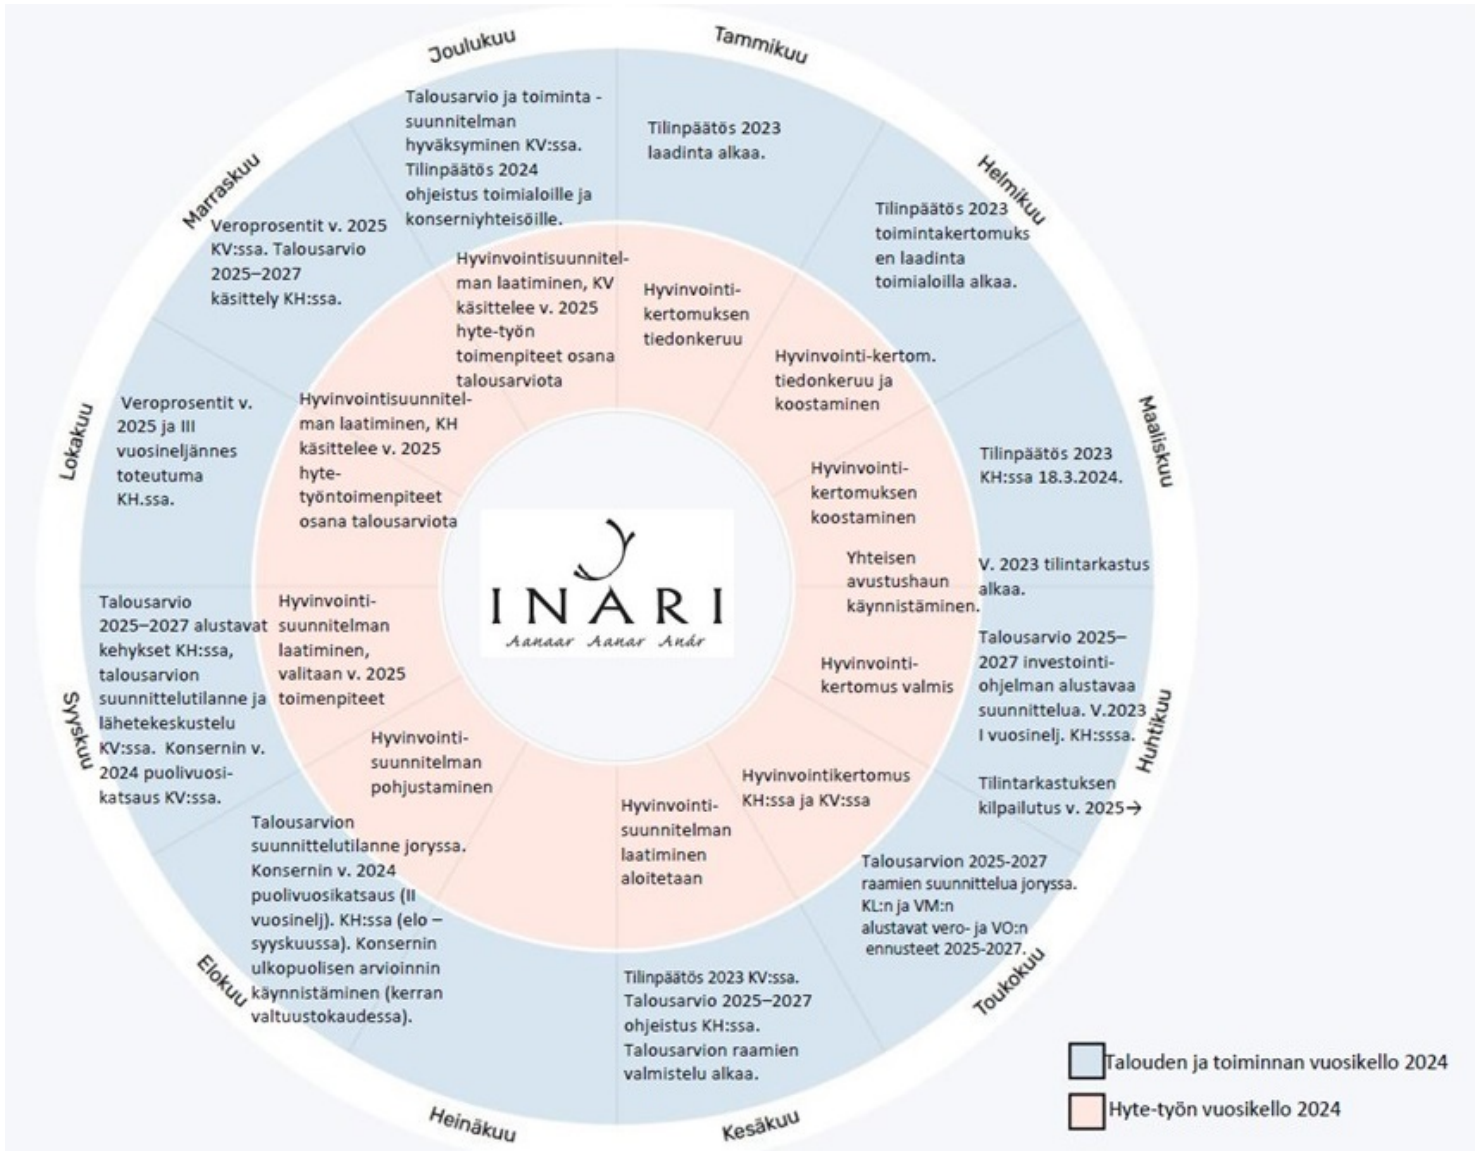 Joulukuu
Tammikuu
Helmikuu
Maaliskuu
Huhtikuu
Toukokuu
Kesäkuu
Heinäkuu
Elokuu
Syyskuu
Lokakuu
Marraskuu
Talousarvio ja toiminta -
suunnitelman
hyväksyminen KV:ssa.
Tilinpäätös 2024
ohjeistus toimialoille ja
konserniyhteisöille.
Tilinpäätös 2023
laadinta alkaa.
Tilinpäätös 2023
toimintakertomuks
en laadinta
toimialoilla alkaa.
Tilinpäätös 2023
KH:ssa 18.3.2024.
V. 2023 tilintarkastus
alkaa.
Talousarvio 2025–
2027 investointi-
ohjelman alustavaa
suunnittelua. V.2023
I vuosinelj. KH:sssa.
Tilintarkastuksen
kilpailutus v. 2025→
Talousarvion 2025-2027
raamien suunnittelua joryssa.
KL:n ja VM:n
alustavat vero- ja VO:n
ennusteet 2025-2027.
Tilinpäätös 2023 KV:ssa.
Talousarvio 2025–2027
ohjeistus KH:ssa.
Talousarvion raamien
valmistelu alkaa.
Talousarvion
suunnittelutilanne joryssa.
Konsernin v. 2024
puolivuosikatsaus (II
vuosinelj). KH:ssa (elo –
syyskuussa). Konsernin
ulkopuolisen arvioinnin
käynnistäminen (kerran
valtuustokaudessa).
Talousarvio
2025–2027 alustavat
kehykset KH:ssa,
talousarvion
suunnittelutilanne ja
lähetekeskustelu
KV:ssa. Konsernin v.
2024 puolivuosi-
katsaus KV:ssa.
Veroprosentit v.
2025 ja III
vuosineljännes
toteutuma
KH.ssa.
Veroprosentit v. 2025
KV:ssa. Talousarvio
2025–2027
käsittely KH:ssa.
Hyvinvointisuunnitel-
man laatiminen, KV
käsittelee v. 2025
hyte-työn
toimenpiteet osana
talousarviota
Hyvinvointi-
kertomuksen
tiedonkeruu
Hyvinvointi-kertom.
tiedonkeruu ja
koostaminen
Hyvinvointi-
kertomuksen
koostaminen
Yhteisen
avustushaun
käynnistäminen.
Hyvinvointi-
kertomus valmis
Hyvinvointikertomus
KH:ssa ja KV:ssa
Hyvinvointi-
suunnitelman
laatiminen
aloitetaan
Hyvinvointi-
suunnitelman
pohjustaminen
Hyvinvointi-
suunnitelman
laatiminen,
valitaan v. 2025
toimenpiteet
Hyvinvointisuunnitel-
man laatiminen, KH
käsittelee v. 2025
hyte-
työntoimenpiteet
osana talousarviota
INARI
Aanaar Aanar Anár
Talouden ja toiminnan vuosikello 2024
Hyte-työn vuosikello 2024